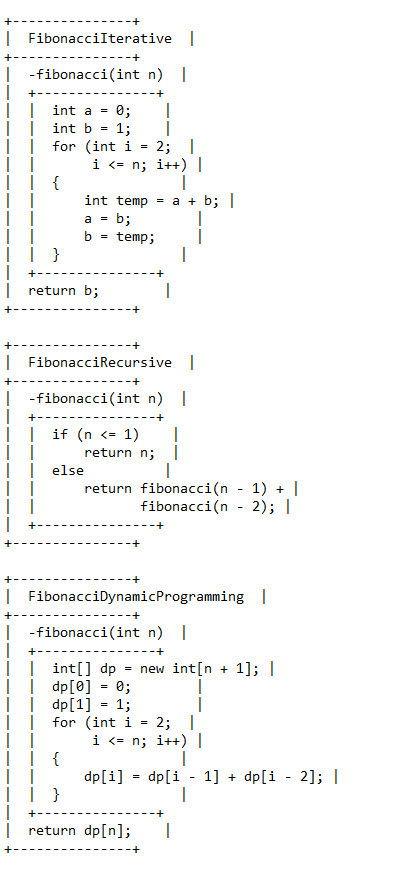 +---------------+
|  FibonacciIterative  |
+---------------+
|  -fibonacci(int n)  |
|  +---------------+
|  |  int a = 0;    |
|  |  int b = 1;    |
|  |  for (int i = 2;  |
|  |       i <= n; i++) |
|  |  {               |
|  |      int temp = a + b; |
|  |      a = b;        |
|  |      b = temp;     |
|  |  }               |
|  +---------------+
|  return b;        |
+---------------+

+---------------+
|  FibonacciRecursive  |
+---------------+
|  -fibonacci(int n)  |
|  +---------------+
|  |  if (n <= 1)    |
|  |      return n;  |
|  |  else          |
|  |      return fibonacci(n - 1) + |
|  |             fibonacci(n - 2); |
|  +---------------+
+---------------+

+---------------+
|  FibonacciDynamicProgramming  |
+---------------+
|  -fibonacci(int n)  |
|  +---------------+
|  |  int[] dp = new int[n + 1]; |
|  |  dp[0] = 0;        |
|  |  dp[1] = 1;        |
|  |  for (int i = 2;  |
|  |       i <= n; i++) |
|  |  {               |
|  |      dp[i] = dp[i - 1] + dp[i - 2]; |
|  |  }               |
|  +---------------+
|  return dp[n];    |
+---------------+